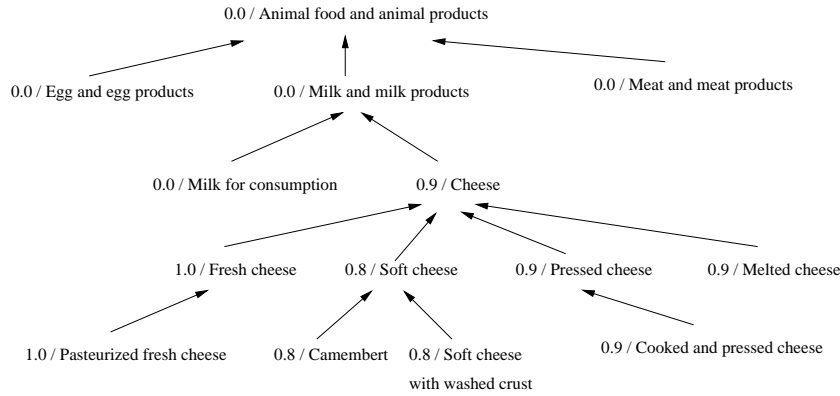 0.0 / Animal food and animal products
0.0 / Egg and egg products
0.0 / Milk and milk products
0.0 / Meat and meat products
0.0 / Milk for consumption
0.9 / Cheese
1.0 / Fresh cheese
0.8 / Soft cheese
0.9 / Pressed cheese
0.9 / Melted cheese
1.0 / Pasteurized fresh cheese
0.8 / Camembert
0.8 / Soft cheese
with washed crust
0.9 / Cooked and pressed cheese